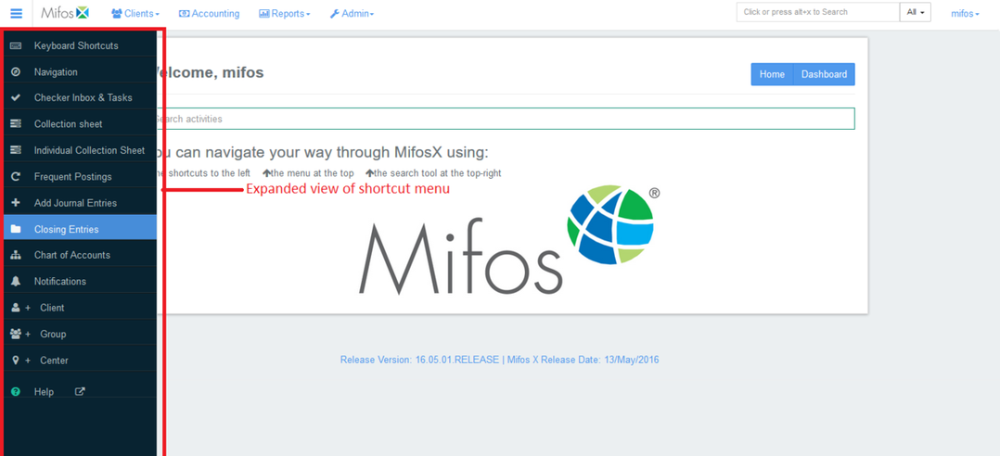 Mifos Clients Accounting Reports Admin Click or press alt+x to Search All mifos
Keyboard Shortcuts
Navigation
Checker Inbox & Tasks
Collection sheet
Individual Collection Sheet
Frequent Postings
Add Journal Entries
Closing Entries
Chart of Accounts
Notifications
+ Client
+ Group
+ Center
Help
elcome, mifos
Home Dashboard
earch activities
u can navigate your way through MifosX using:
he shortcuts to the left the menu at the top the search tool at the top-right
Expanded view of shortcut menu
Mifos®
Release Version: 16.05.01.RELEASE | Mifos X Release Date: 13/May/2016